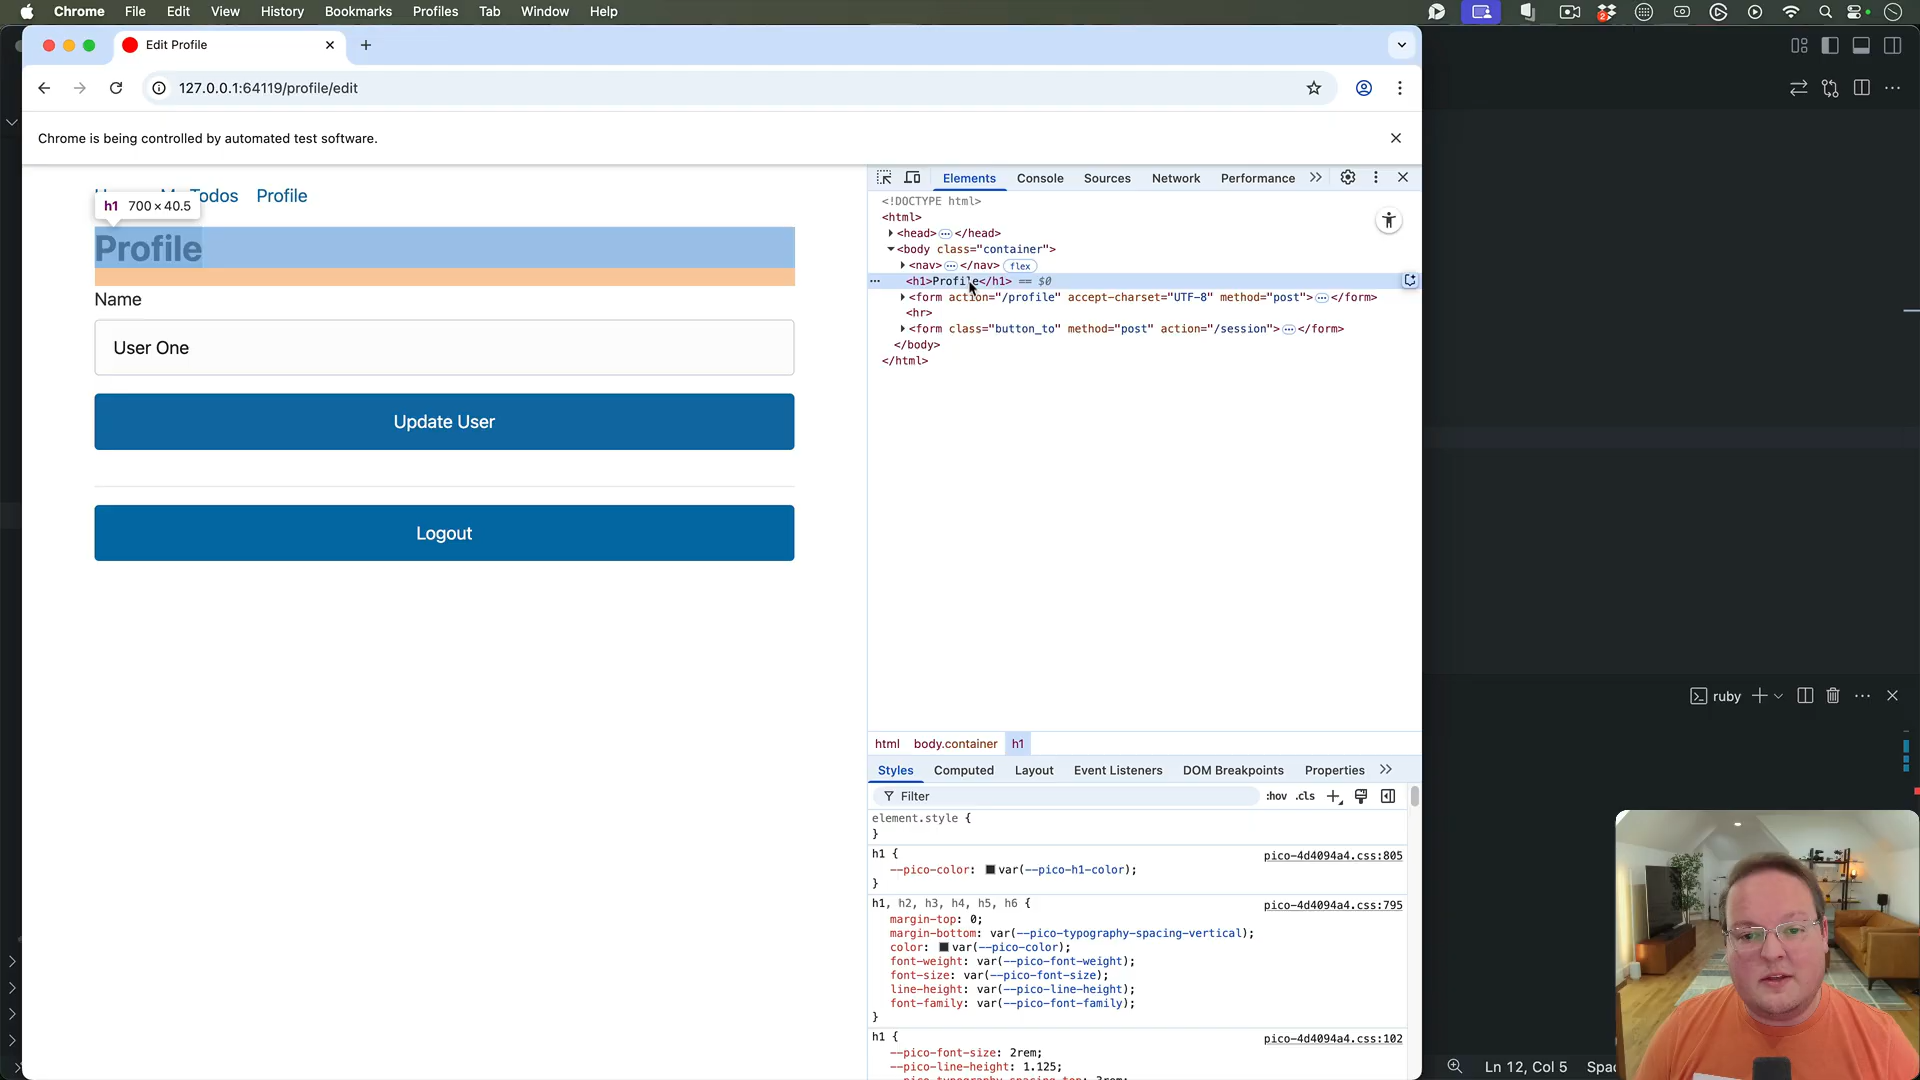 Chrome File Edit View History Bookmarks Profiles Tab Window Help
Edit Profile
127.0.0.1:64119/profile/edit
Chrome is being controlled by automated test software.
Todos Profile
h1 700 × 40.5
Profile
Name
User One
Update User
Logout
Elements Console Sources Network Performance
<!DOCTYPE html>
<html>
<head> … </head>
<body class="container">
<nav> … </nav> flex
<h1>Profile</h1> == $0
<form action="/profile" accept-charset="UTF-8" method="post"> … </form>
<hr>
<form class="button_to" method="post" action="/session"> … </form>
</body>
</html>
html body.container h1
Styles Computed Layout Event Listeners DOM Breakpoints Properties
Filter :hov .cls
element.style {
}
h1 { pico-4d4094a4.css:805
--pico-color: var(--pico-h1-color);
}
h1, h2, h3, h4, h5, h6 { pico-4d4094a4.css:795
margin-top: 0;
margin-bottom: var(--pico-typography-spacing-vertical);
color: var(--pico-color);
font-weight: var(--pico-font-weight);
font-size: var(--pico-font-size);
line-height: var(--pico-line-height);
font-family: var(--pico-font-family);
}
h1 { pico-4d4094a4.css:102
--pico-font-size: 2rem;
--pico-line-height: 1.125;
ruby
Ln 12, Col 5